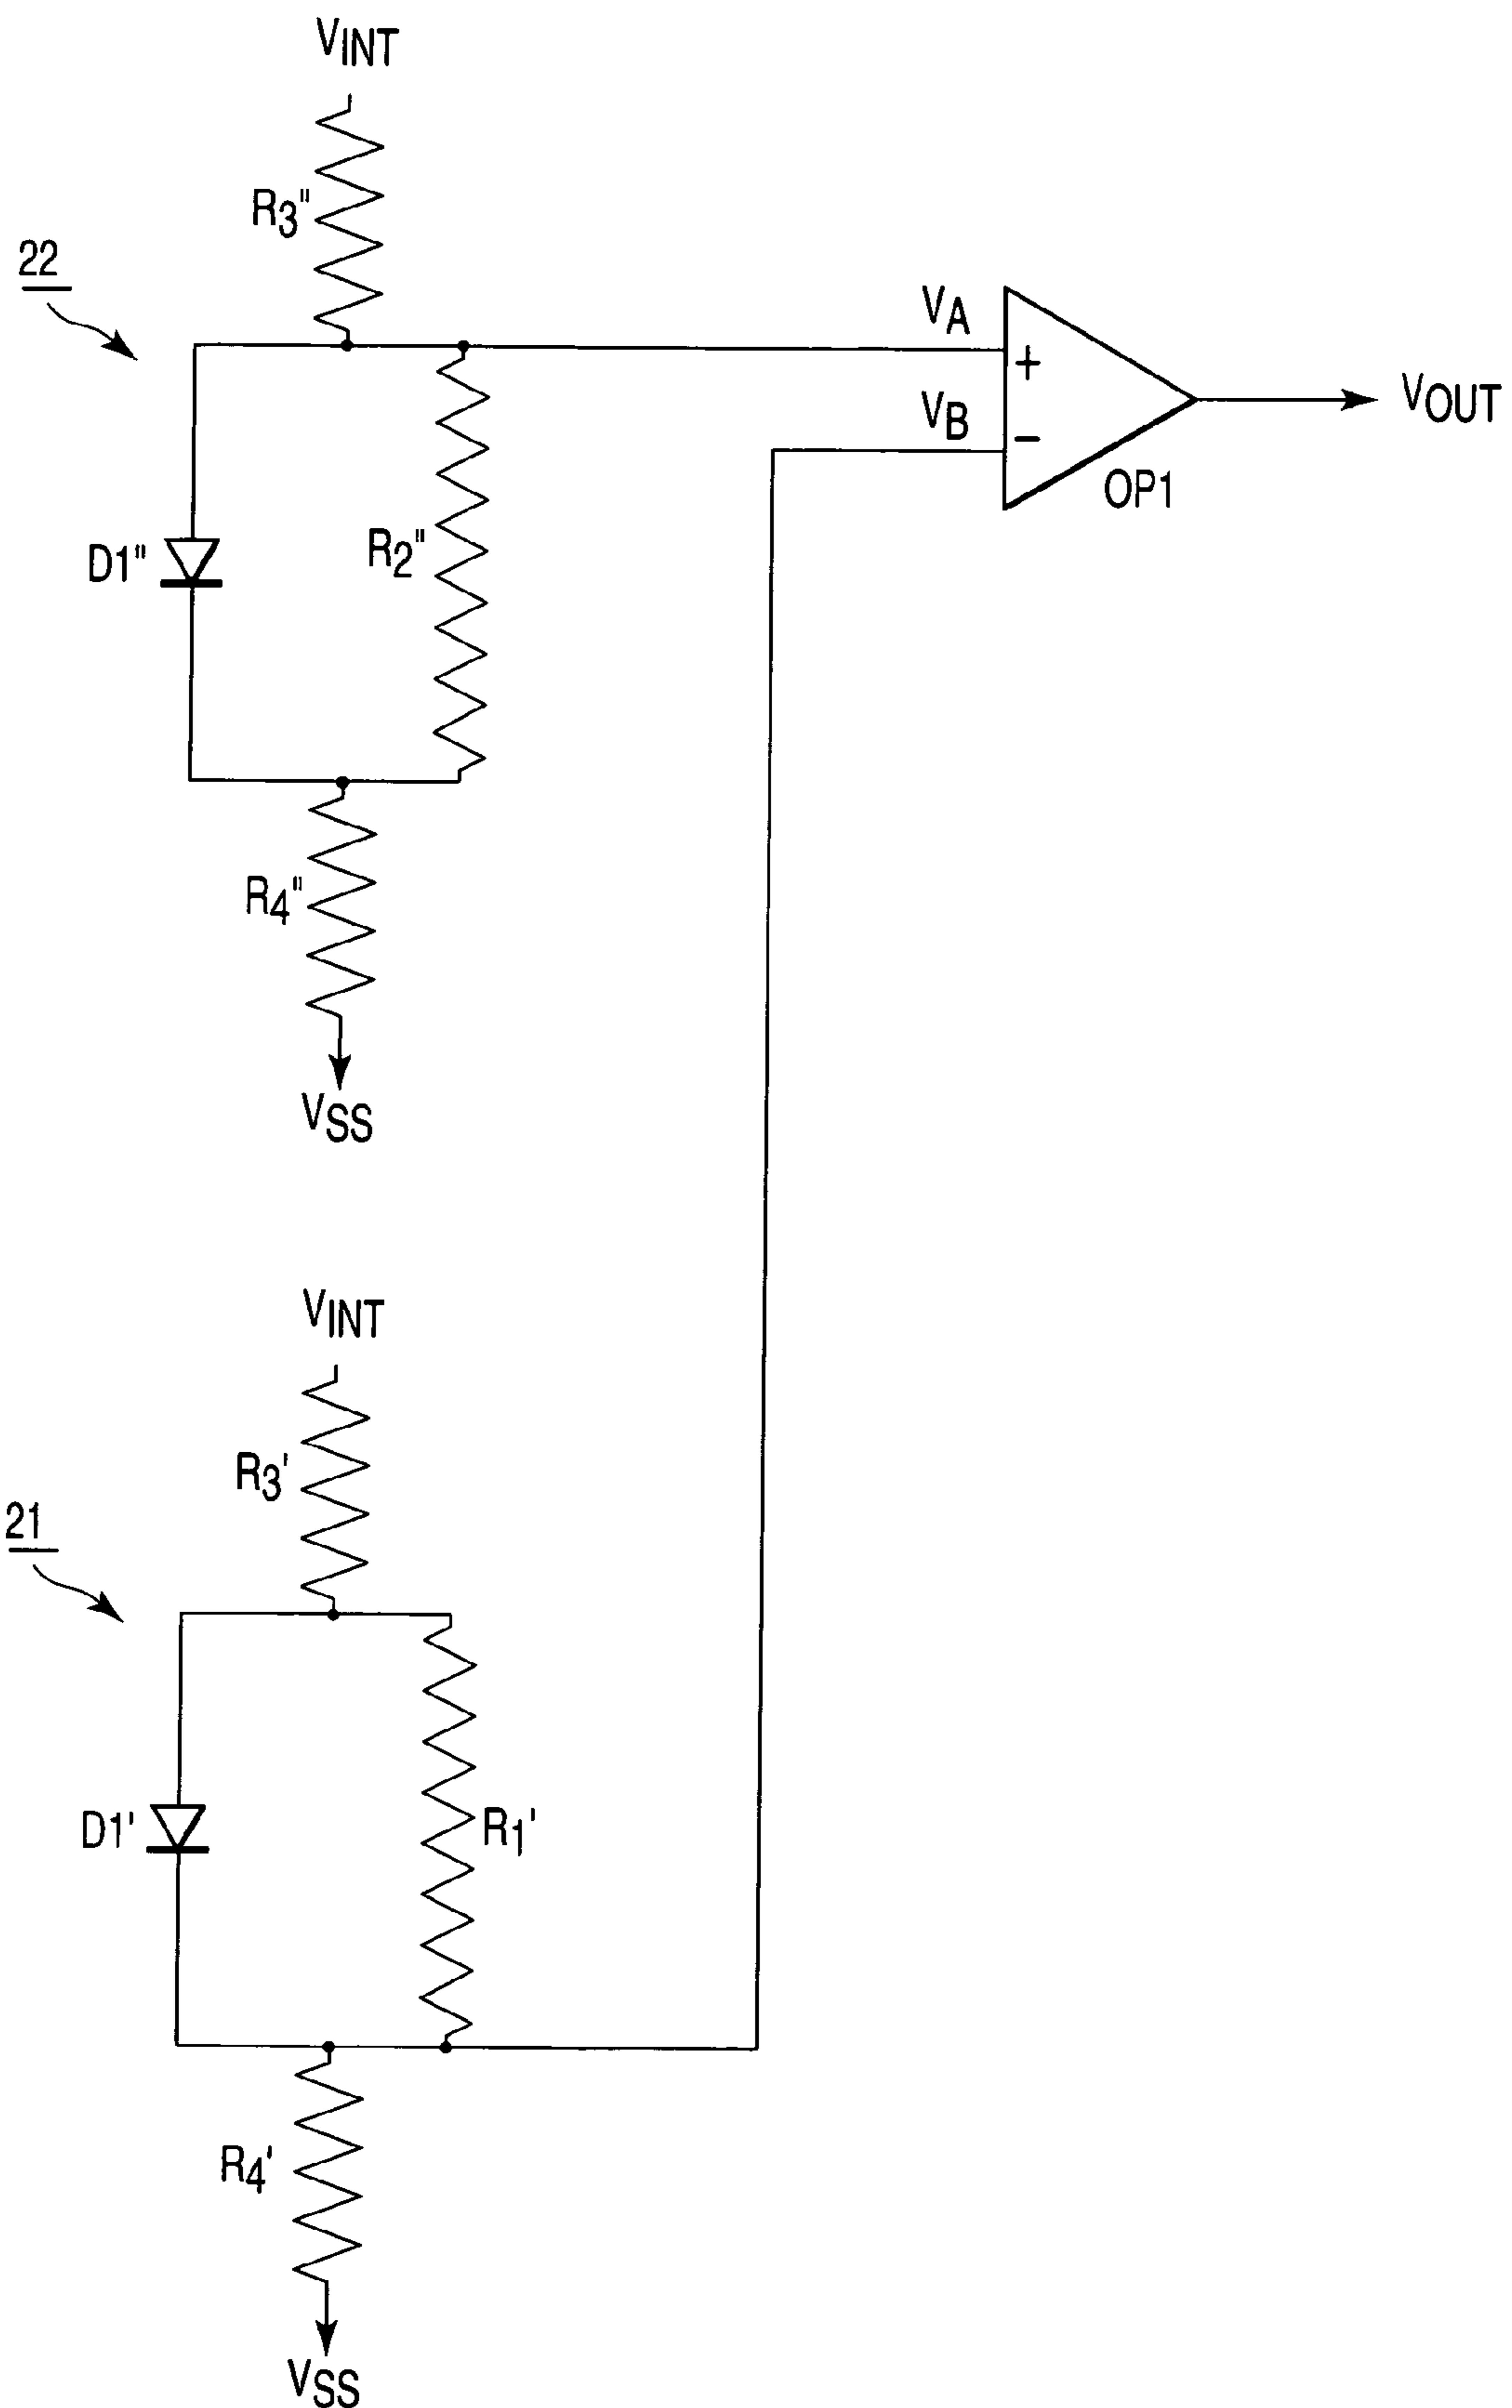 VINT
R3"
22
VA
VB
+
−
VOUT
OP1
D1"
R2"
R4"
VSS
VINT
R3'
21
D1'
R1'
R4'
VSS